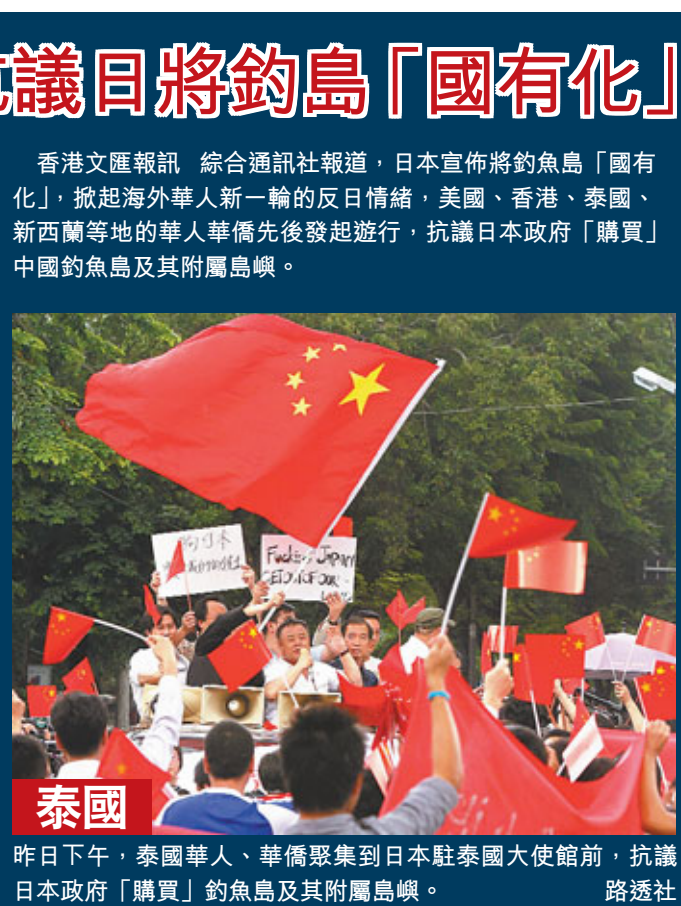 議日將釣島「國有化」
香港文匯報訊 綜合通訊社報道，日本宣佈將釣魚島「國有
化」，掀起海外華人新一輪的反日情緒，美國、香港、泰國、
新西蘭等地的華人華僑先後發起遊行，抗議日本政府「購買」
中國釣魚島及其附屬島嶼。
Fucking JAPAN
GET OUT OF OUR
泰國
昨日下午，泰國華人、華僑聚集到日本駐泰國大使館前，抗議
日本政府「購買」釣魚島及其附屬島嶼。 路透社